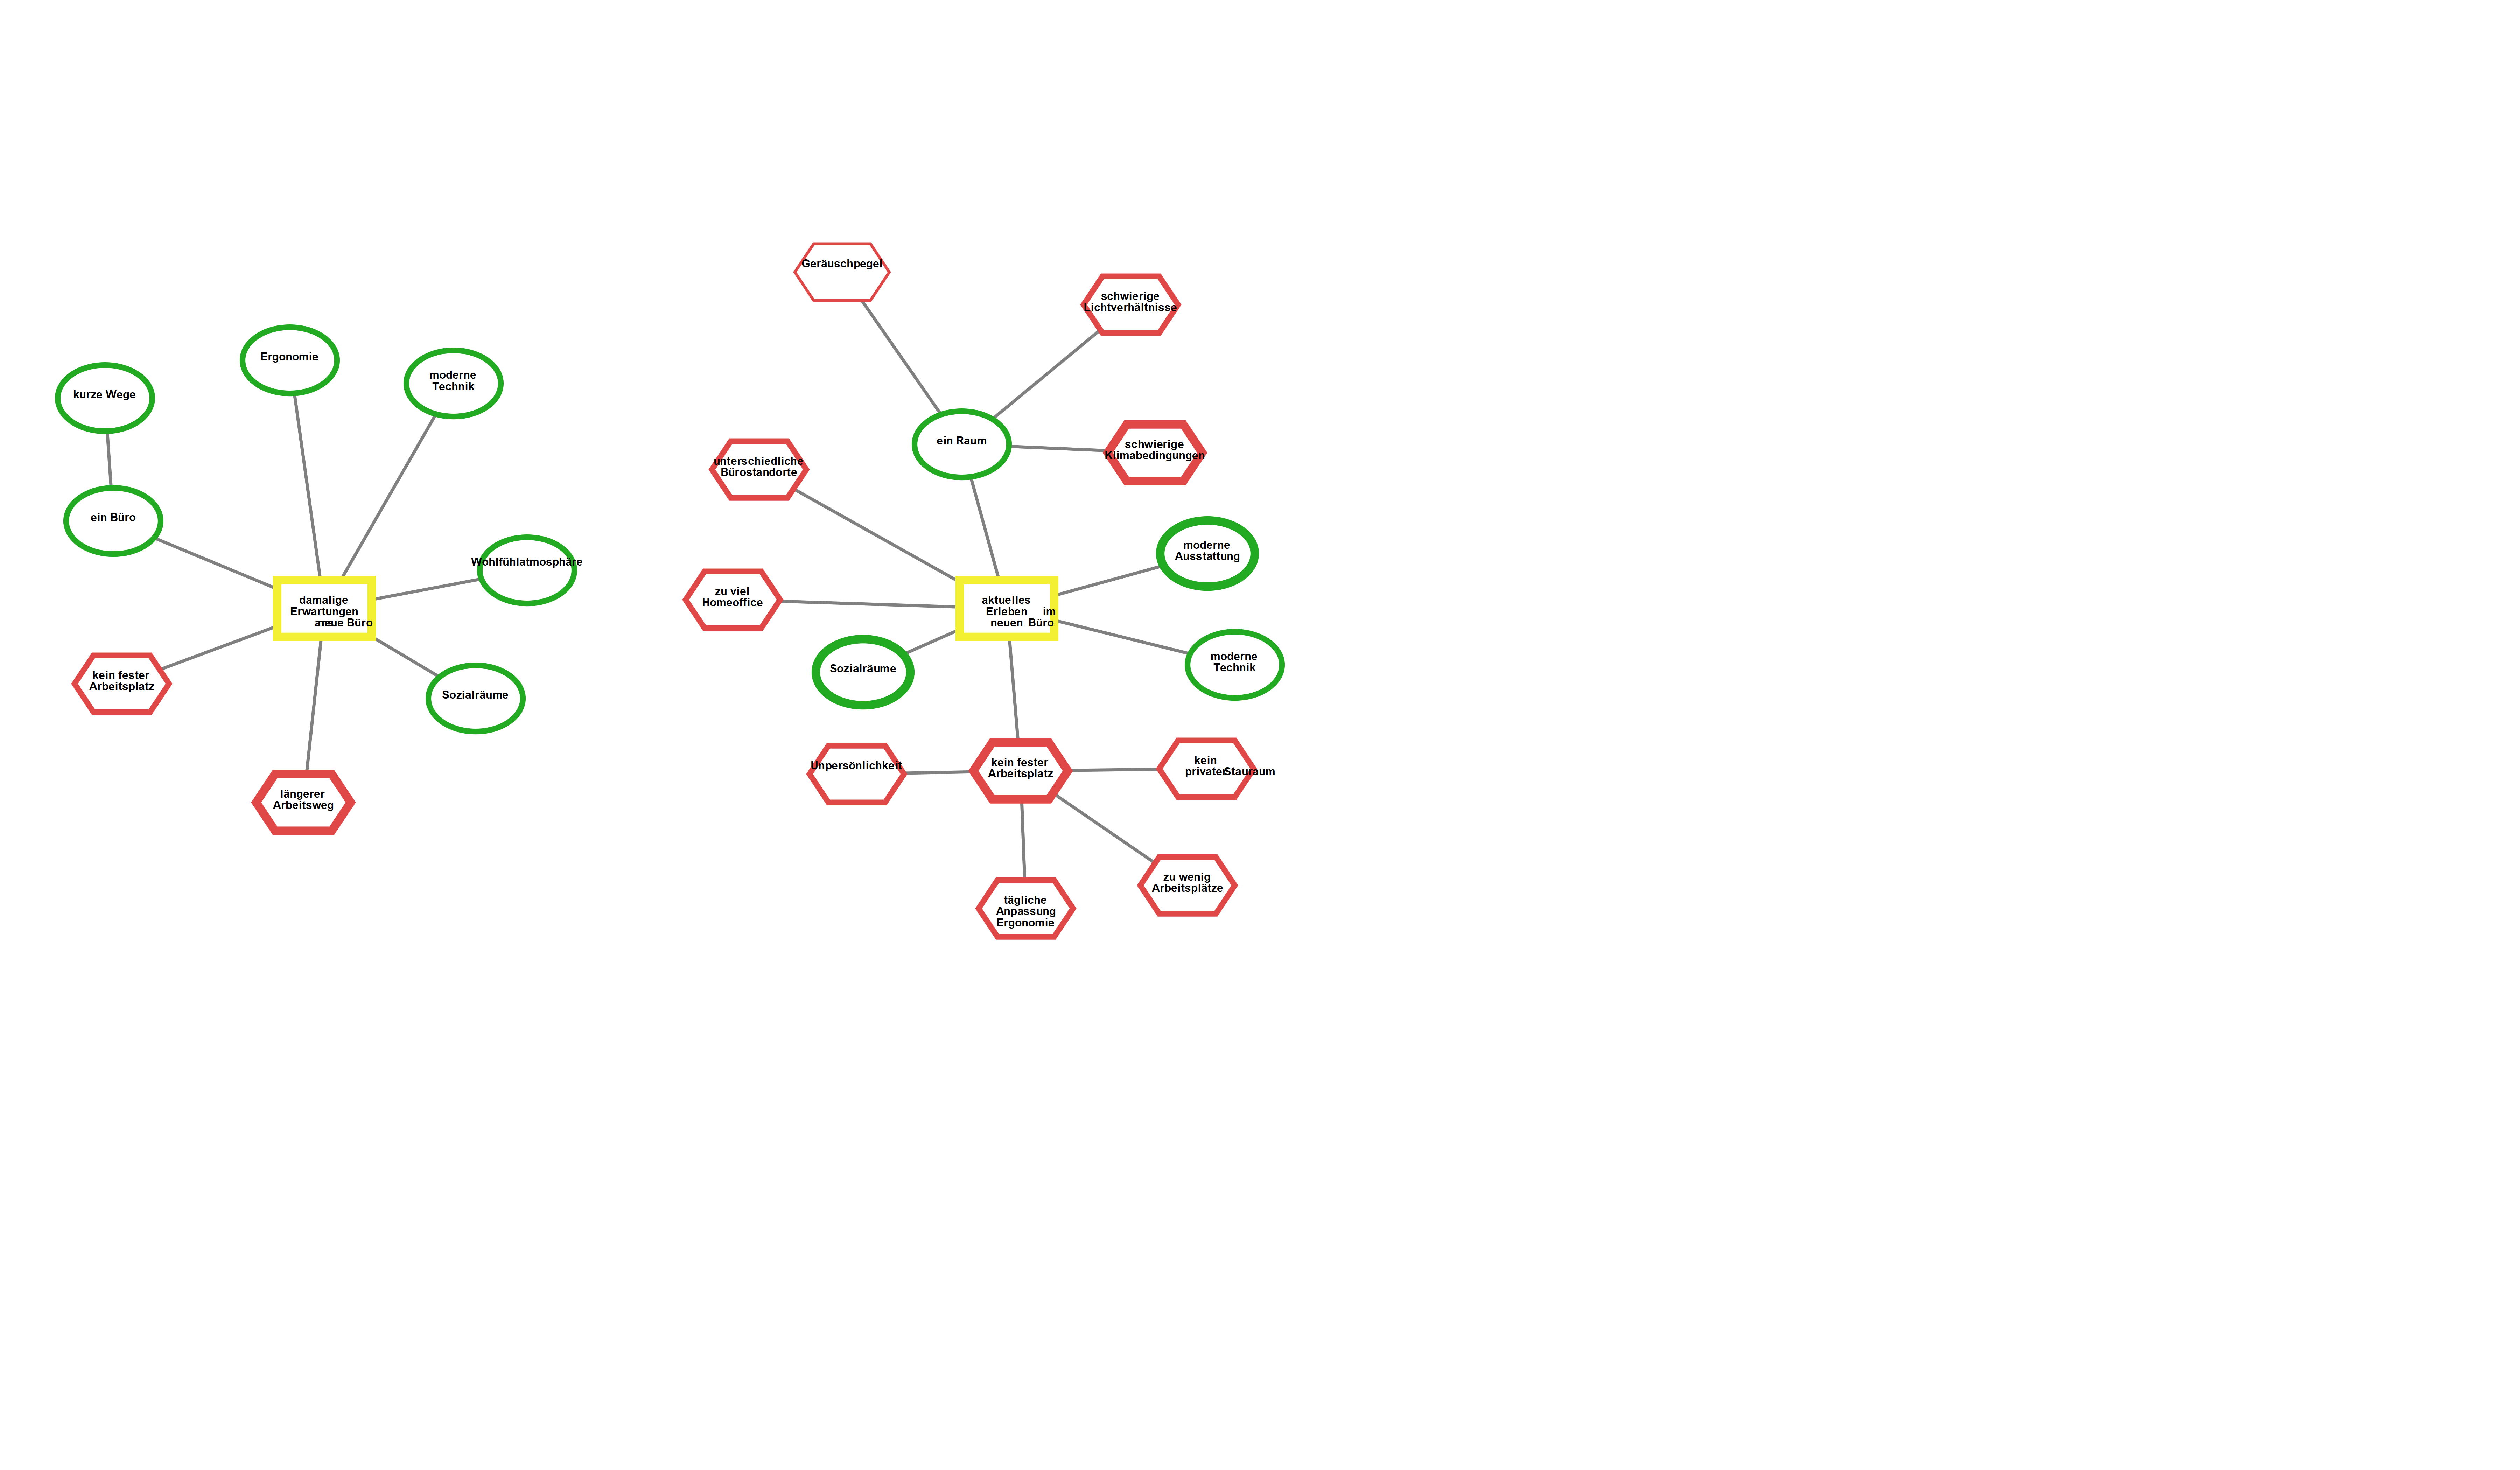 Geräuschpegel
schwierige
Lichtverhältnisse
Ergonomie
moderne
Technik
kurze Wege
ein Raum
schwierige
Klimabedingungen
unterschiedliche
Bürostandorte
ein Büro
moderne
Ausstattung
Wohlfühlatmosphäre
zu viel
Homeoffice
damalige
Erwartungen
ans neue Büro
aktuelles
Erleben im
neuen Büro
moderne
Technik
Sozialräume
kein fester
Arbeitsplatz
Sozialräume
Unpersönlichkeit
kein fester
Arbeitsplatz
kein
privater Stauraum
längerer
Arbeitsweg
zu wenig
Arbeitsplätze
tägliche
Anpassung
Ergonomie